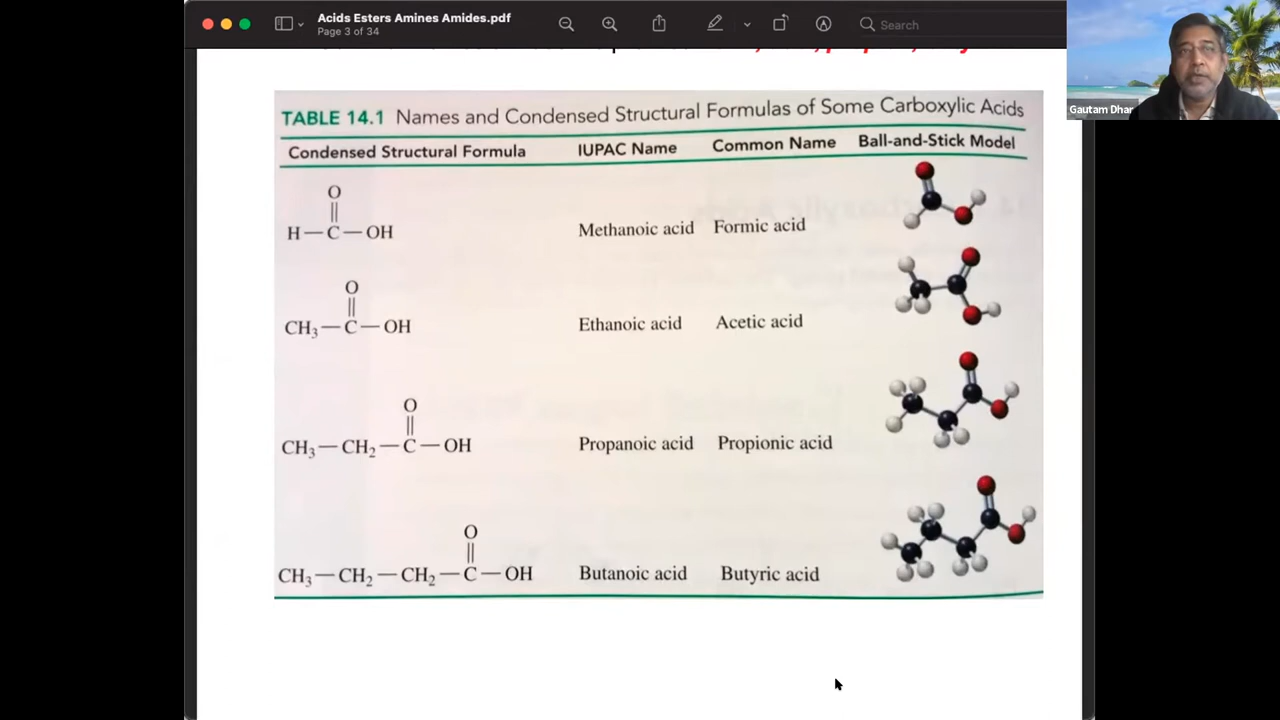 Acids Esters Amines Amides.pdf
Page 3 of 34
Search
Gautam Dhar
TABLE 14.1 Names and Condensed Structural Formulas of Some Carboxylic Acids
Condensed Structural Formula IUPAC Name Common Name Ball-and-Stick Model
O
H—C—OH Methanoic acid Formic acid
O
CH₃—C—OH Ethanoic acid Acetic acid
O
CH₃—CH₂—C—OH Propanoic acid Propionic acid
O
CH₃—CH₂—CH₂—C—OH Butanoic acid Butyric acid